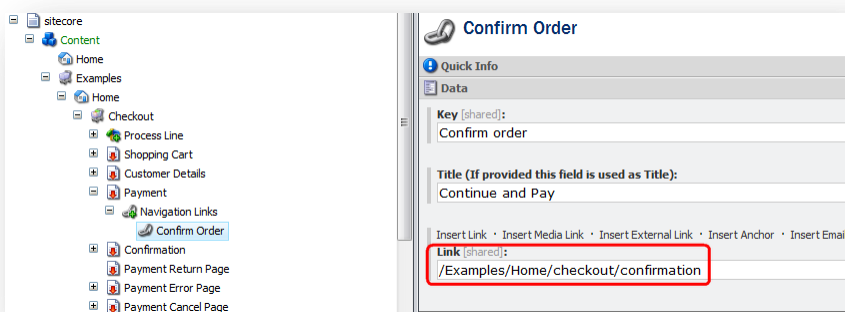 sitecore
Content
Home
Examples
Home
Checkout
Process Line
Shopping Cart
Customer Details
Payment
Navigation Links
Confirm Order
Confirmation
Payment Return Page
Payment Error Page
Payment Cancel Page
Confirm Order
Quick Info
Data
Key [shared]:
Confirm order
Title (If provided this field is used as Title):
Continue and Pay
Insert Link · Insert Media Link · Insert External Link · Insert Anchor · Insert Email
Link [shared]:
/Examples/Home/checkout/confirmation